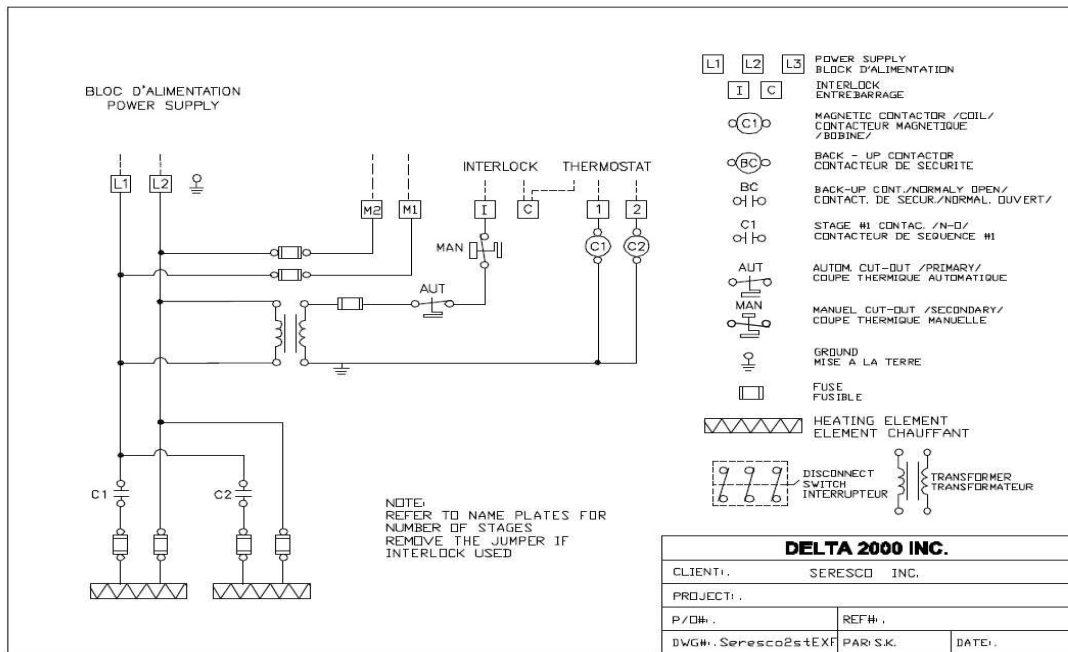 BLOC D'ALIMENTATION
POWER SUPPLY
L1
L2
M2
M1
INTERLOCK
THERMOSTAT
I
C
1
2
C1
C2
MAN
AUT
C1
C2
NOTE:
REFER TO NAME PLATES FOR
NUMBER OF STAGES
REMOVE THE JUMPER IF
INTERLOCK USED
L1
L2
L3
POWER SUPPLY
BLOCK D'ALIMENTATION
I
C
INTERLOCK
ENTREBARRAGE
C1
MAGNETIC CONTACTOR /COIL/
CONTACTEUR MAGNETIQUE
/BOBINE/
BC
BACK - UP CONTACTOR
CONTACTEUR DE SECURITE
BC
BACK-UP CONT./NORMALY OPEN/
CONTACT. DE SECUR./NORMAL. OUVERT/
C1
STAGE #1 CONTAC. /N-O/
CONTACTEUR DE SEQUENCE #1
AUT
AUTOM. CUT-OUT /PRIMARY/
COUPE THERMIQUE AUTOMATIQUE
MAN
MANUEL CUT-OUT /SECONDARY/
COUPE THERMIQUE MANUELLE
GROUND
MISE A LA TERRE
FUSE
FUSIBLE
HEATING ELEMENT
ELEMENT CHAUFFANT
DISCONNECT
SWITCH
INTERRUPTEUR
TRANSFORMER
TRANSFORMATEUR
DELTA 2000 INC.
CLIENT: . SERESCO INC.
PROJECT: .
P/O#: . REF#: .
DWG#: .Seresco2stEXF PAR: S.K. DATE: .